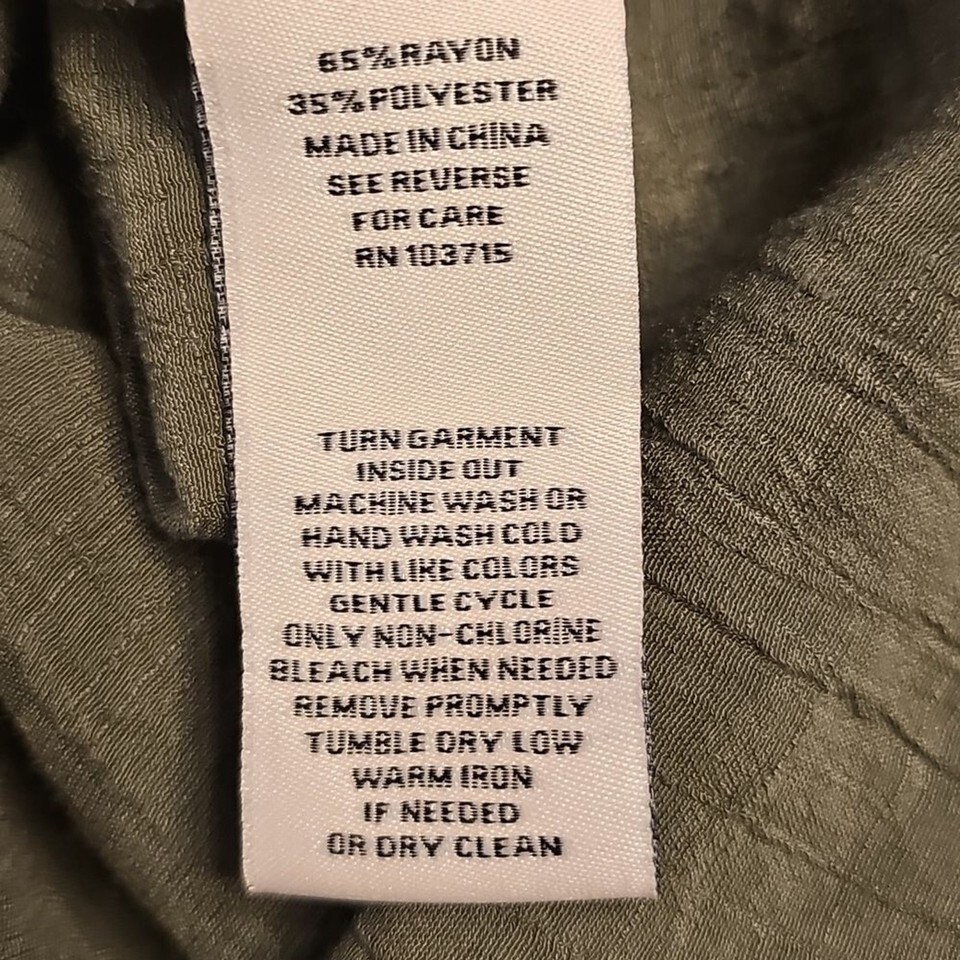 65% RAYON
35% POLYESTER
MADE IN CHINA
SEE REVERSE
FOR CARE
RN 103715
TURN GARMENT
INSIDE OUT
MACHINE WASH OR
HAND WASH COLD
WITH LIKE COLORS
GENTLE CYCLE
ONLY NON-CHLORINE
BLEACH WHEN NEEDED
REMOVE PROMPTLY
TUMBLE DRY LOW
WARM IRON
IF NEEDED
OR DRY CLEAN